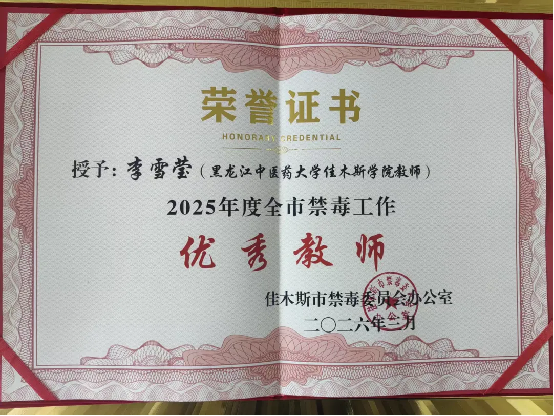 荣誉证书
HONORARY CREDENTIAL
授予：李雪莹（黑龙江中医药大学佳木斯学院教师）
2025年度全市禁毒工作
优秀教师
佳木斯市禁毒委员会办公室
二〇二六年三月